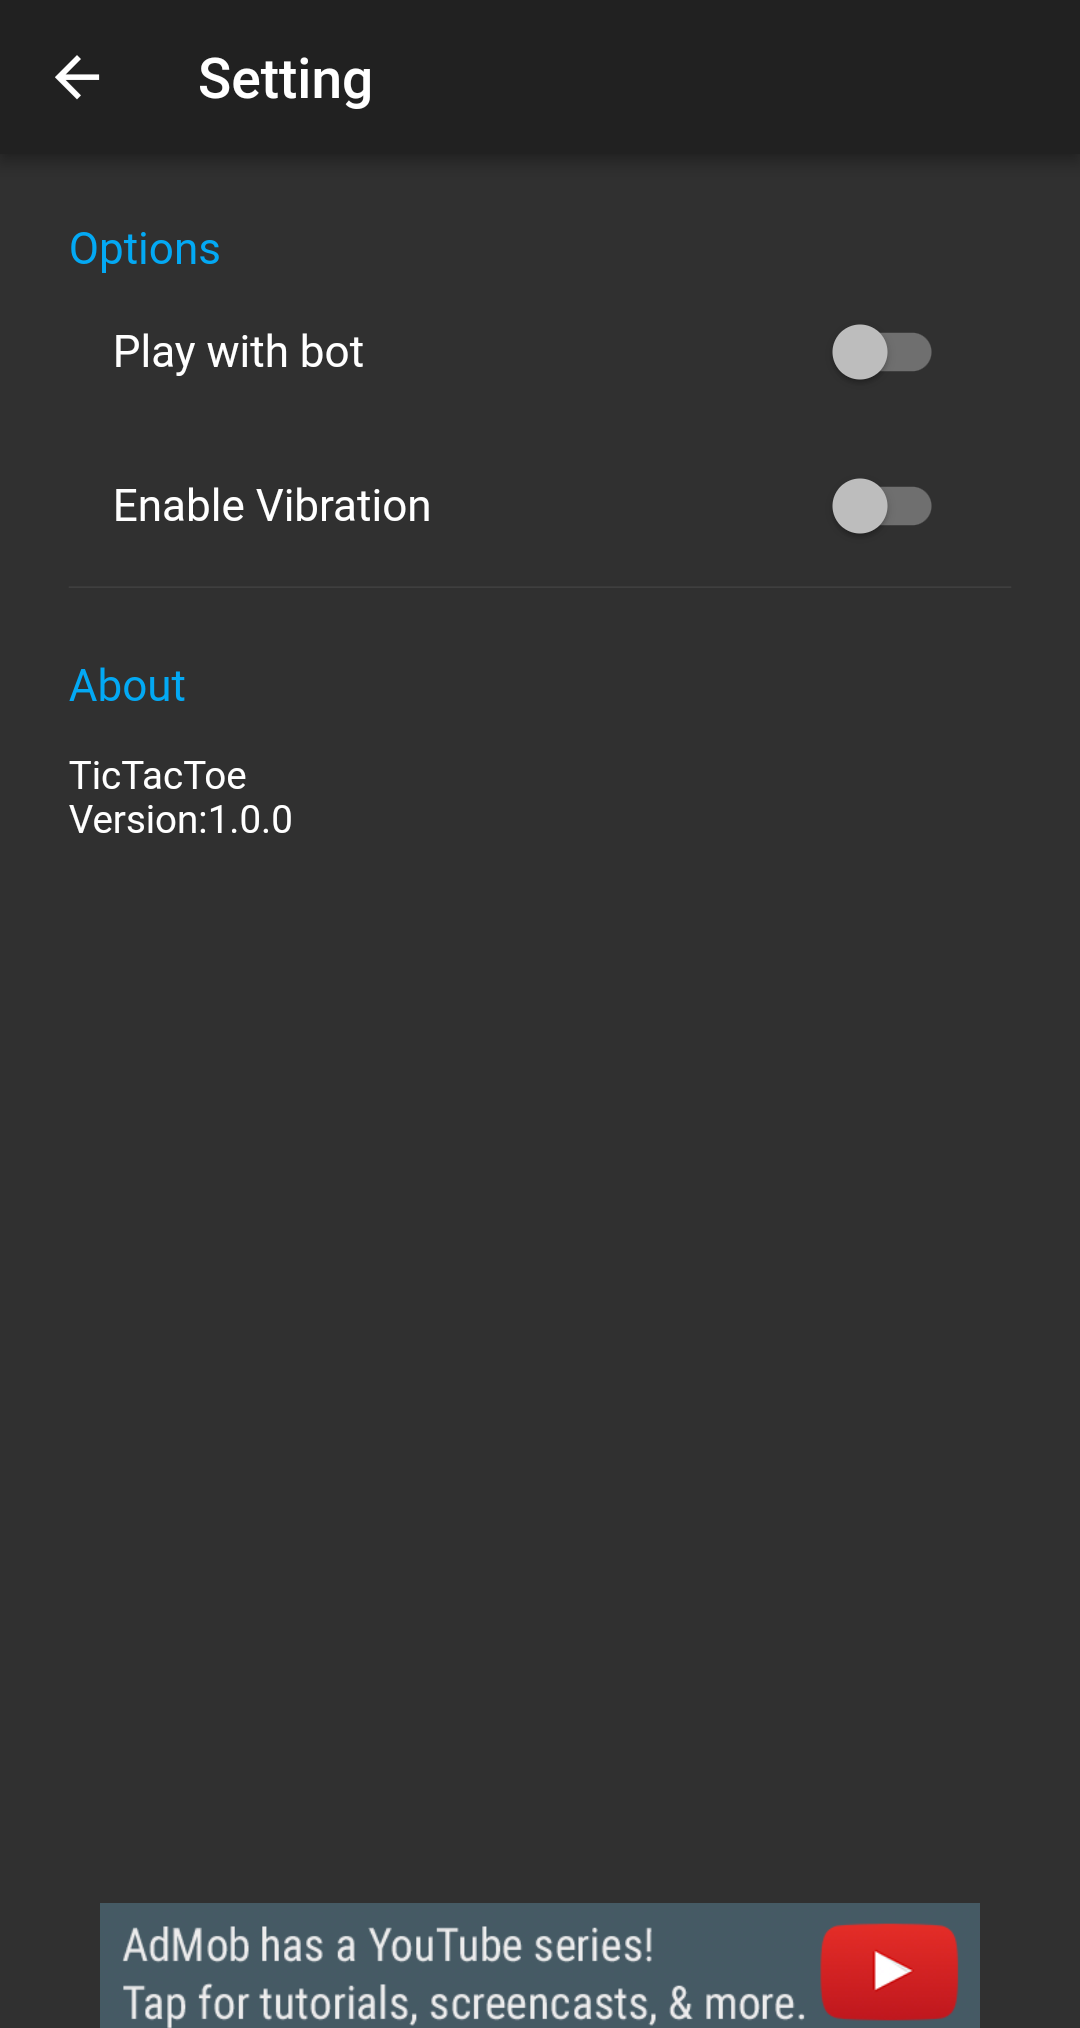 Setting
Options
Play with bot
Enable Vibration
About
TicTacToe
Version:1.0.0
AdMob has a YouTube series!
Tap for tutorials, screencasts, & more.